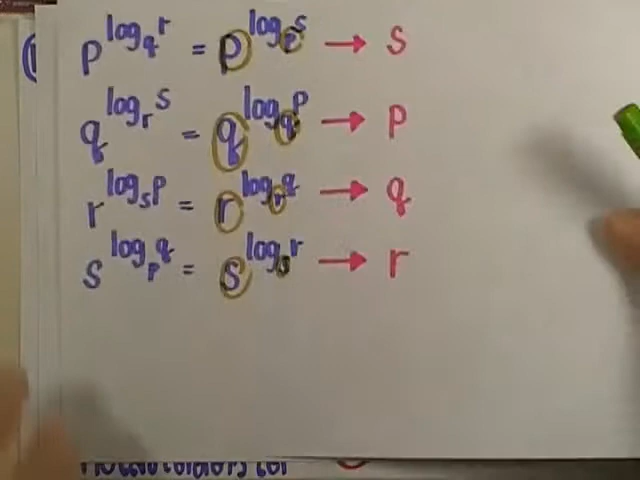 p^{log_q r} = p^{log_p s} → s
q^{log_r s} = q^{log_q p} → p
r^{log_s p} = r^{log_r q} → q
s^{log_p q} = s^{log_s r} → r